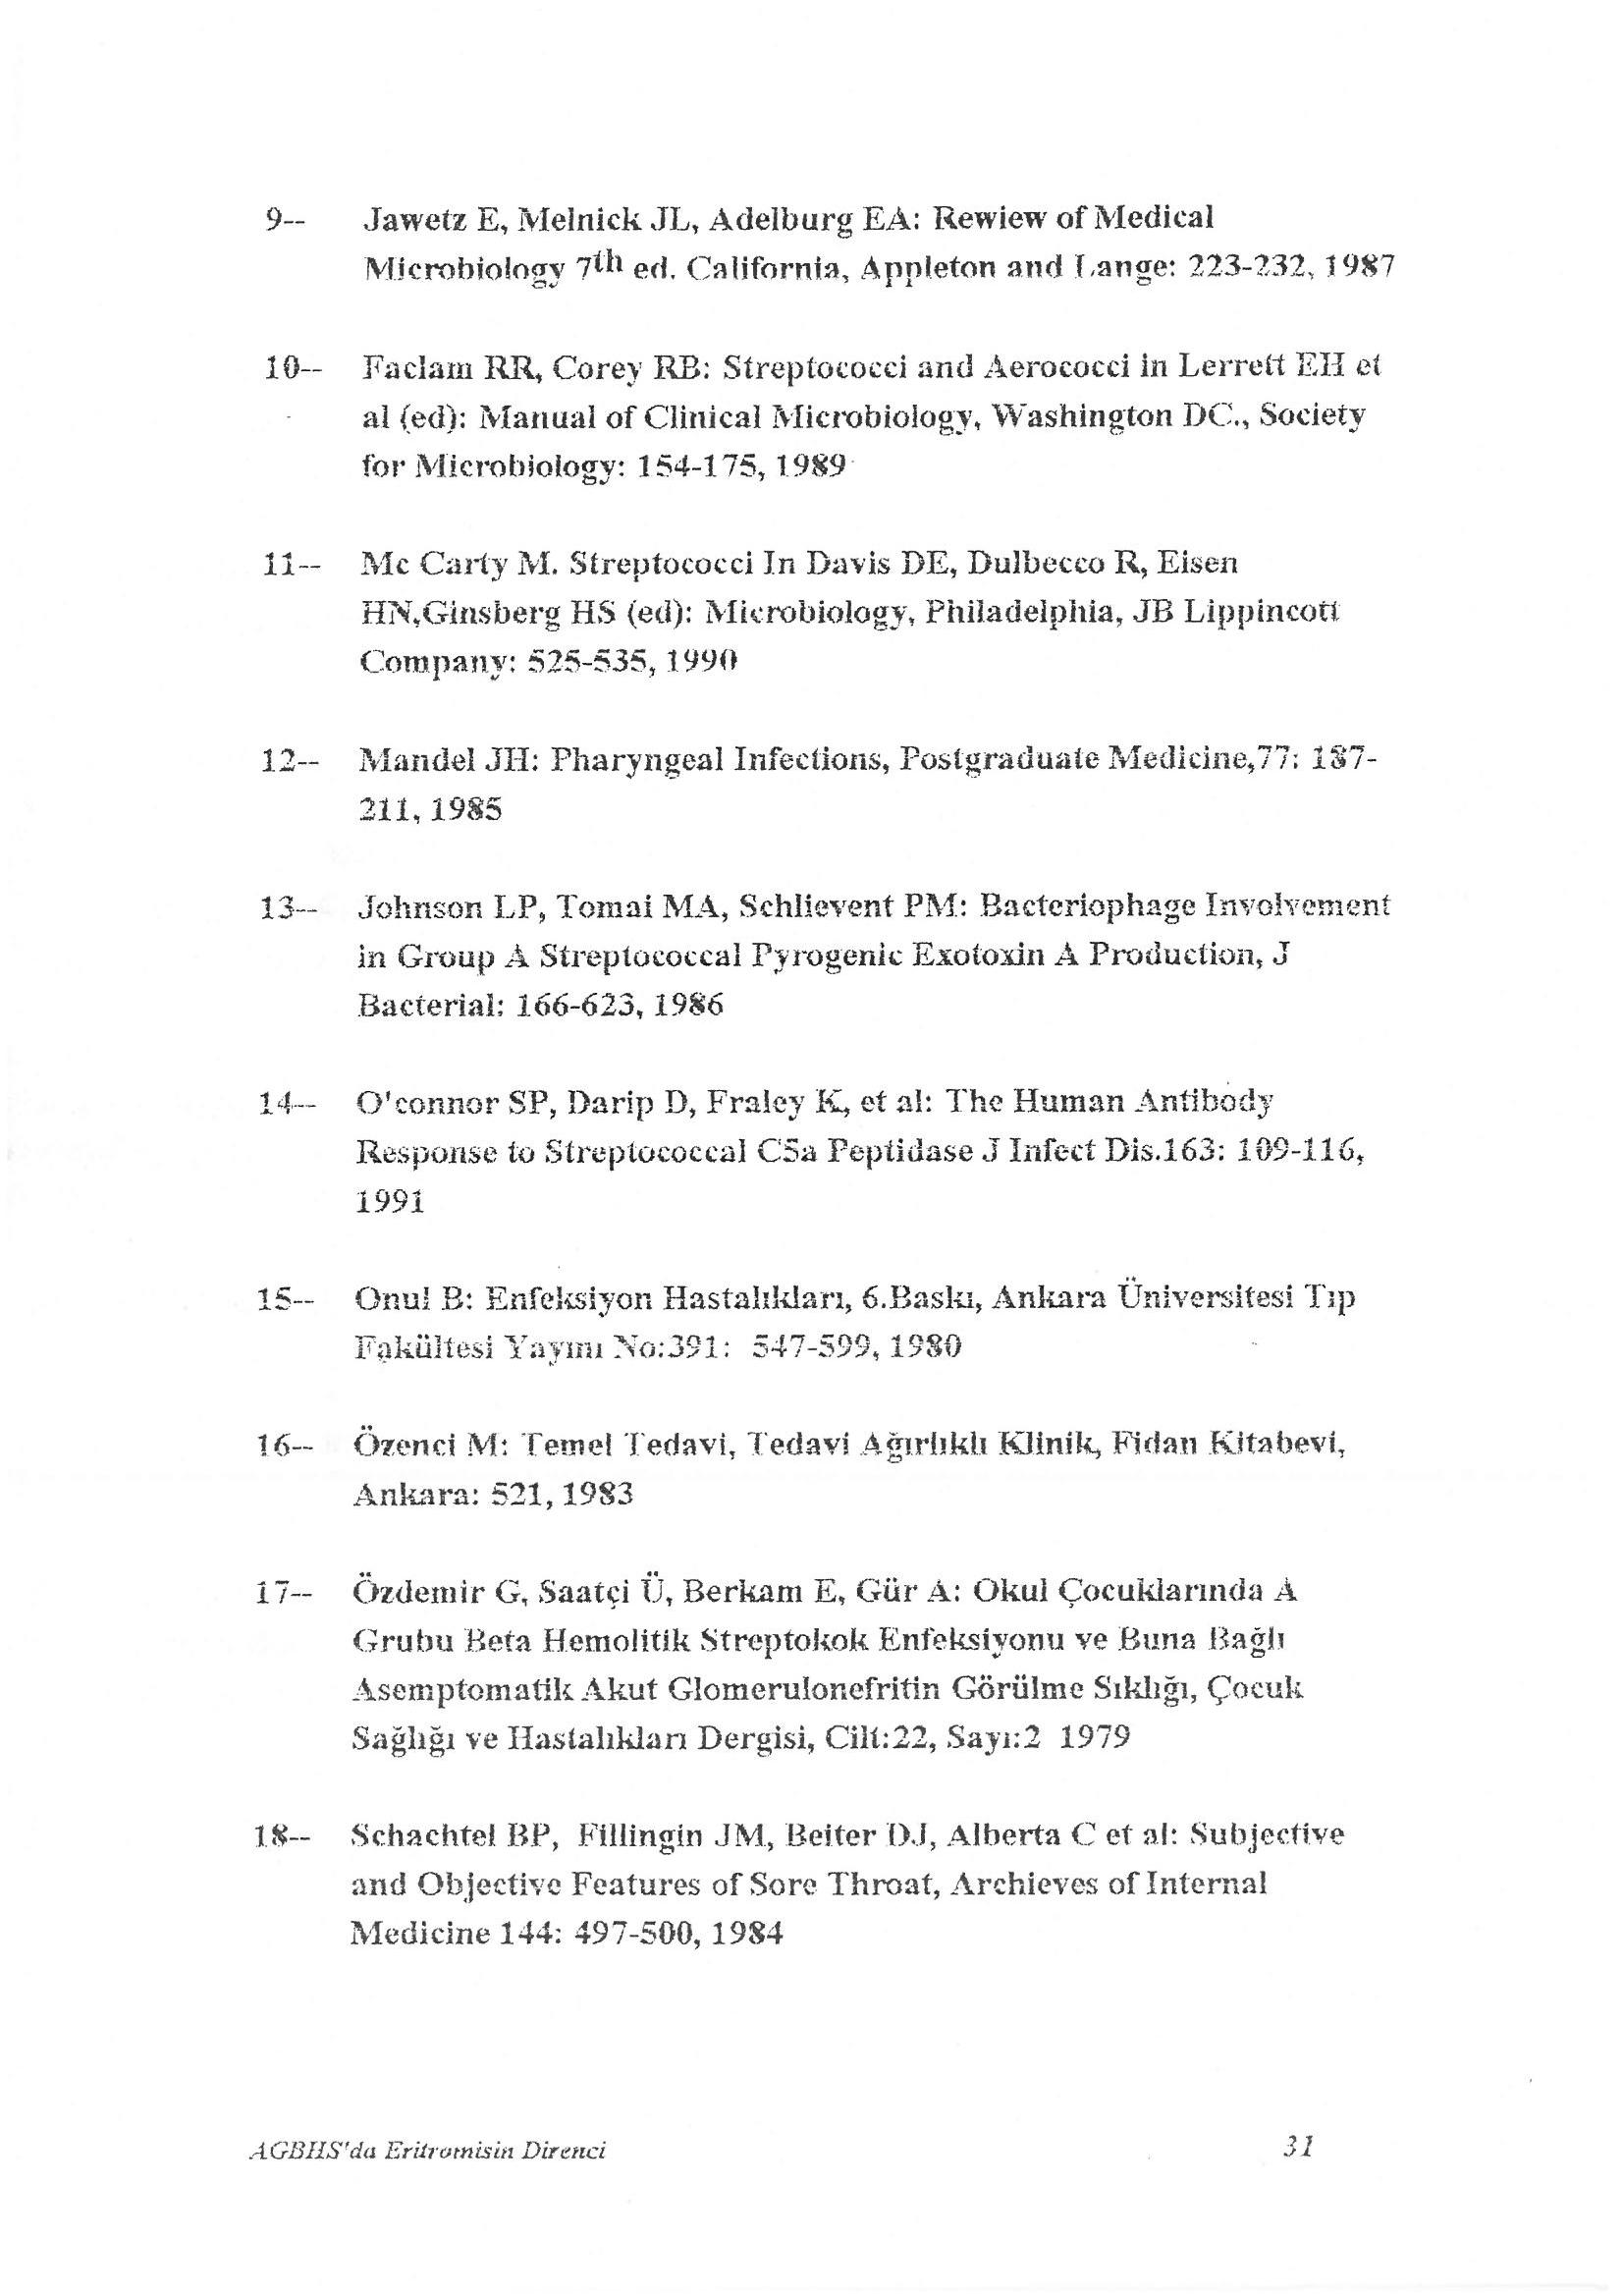 9-- Jawetz E, Melnick JL, Adelburg EA: Rewiew of Medical
Microbiology 7th ed. California, Appleton and Lange: 223-232, 1987
10-- Faclam RR, Corey RB: Streptococci and Aerococci in Lerrett EH et
al (ed): Manual of Clinical Microbiology, Washington DC., Society
for Microbiology: 154-175, 1989
11-- Mc Carty M. Streptococci In Davis DE, Dulbecco R, Eisen
HN,Ginsberg HS (ed): Microbiology, Philadelphia, JB Lippincott
Company: 525-535, 1990
12-- Mandel JH: Pharyngeal Infections, Postgraduate Medicine,77: 187-
211, 1985
13-- Johnson LP, Tomai MA, Schlievent PM: Bacteriophage Involvement
in Group A Streptococcal Pyrogenic Exotoxin A Production, J
Bacterial: 166-623, 1986
14-- O'connor SP, Darip D, Fraley K, et al: The Human Antibody
Response to Streptococcal C5a Peptidase J Infect Dis.163: 109-116,
1991
15-- Onul B: Enfeksiyon Hastalıkları, 6.Baskı, Ankara Üniversitesi Tıp
Fakültesi Yayını No:391: 547-599, 1980
16-- Özenci M: Temel Tedavi, Tedavi Ağırlıklı Klinik, Fidan Kitabevi,
Ankara: 521, 1983
17-- Özdemir G, Saatçi Ü, Berkam E, Gür A: Okul Çocuklarında A
Grubu Beta Hemolitik Streptokok Enfeksiyonu ve Buna Bağlı
Asemptomatik Akut Glomerulonefritin Görülme Sıklığı, Çocuk
Sağlığı ve Hastalıkları Dergisi, Cilt:22, Sayı:2 1979
18-- Schachtel BP, Fillingin JM, Beiter DJ, Alberta C et al: Subjective
and Objective Features of Sore Throat, Archieves of Internal
Medicine 144: 497-500, 1984
AGBHS'da Eritromisin Direnci 31